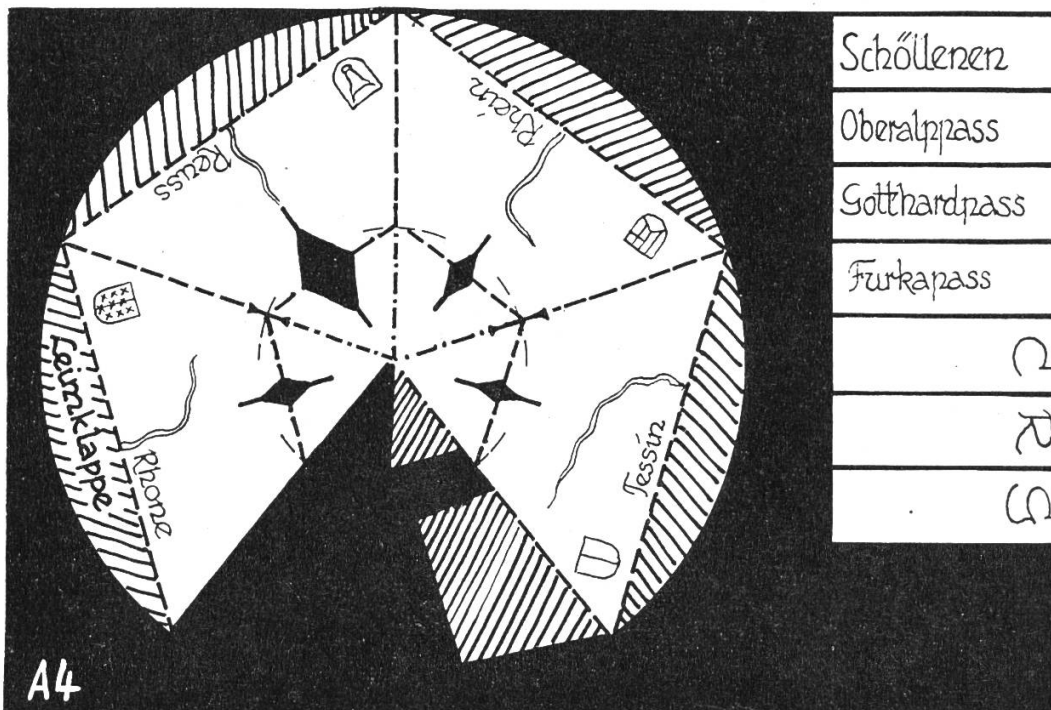 Schöllenen
Oberalppass
Gotthardpass
Furkapass
C
R
S
Reuss
Rhein
Rhone
Leimklappe
Tessin
A4